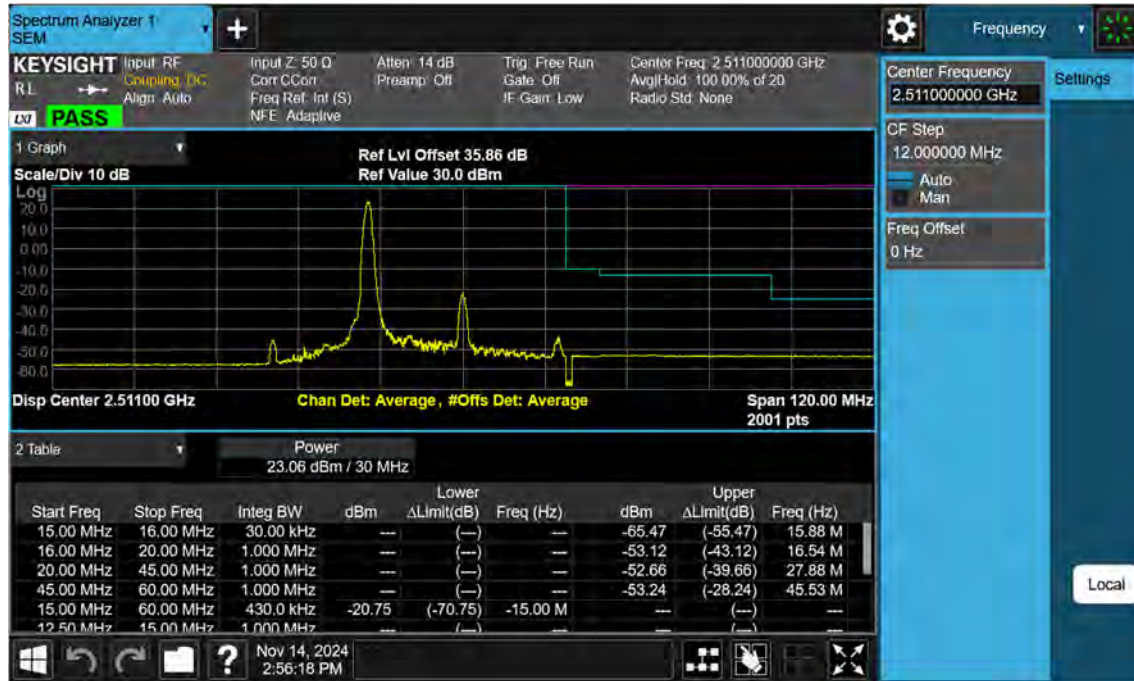 Spectrum Analyzer 1
SEM
+
Frequency
KEYSIGHT
RL
LXI
PASS
Input: RF
Coupling: DC
Align: Auto
Input Z: 50 Ω
Corr CCorr
Freq Ref: Int (S)
NFE: Adaptive
Atten: 14 dB
Preamp: Off
Trig: Free Run
Gate: Off
IF Gain: Low
Center Freq: 2.511000000 GHz
Avg|Hold: 100.00% of 20
Radio Std: None
Center Frequency
2.511000000 GHz
Settings
CF Step
12.000000 MHz
Auto
Man
Freq Offset
0 Hz
Local
1 Graph
Scale/Div 10 dB
Ref Lvl Offset 35.86 dB
Ref Value 30.0 dBm
Log
20.0
10.0
0.00
-10.0
-20.0
-30.0
-40.0
-50.0
-60.0
Disp Center 2.51100 GHz
Chan Det: Average, #Offs Det: Average
Span 120.00 MHz
2001 pts
2 Table
Power
23.06 dBm / 30 MHz
Lower Upper
Start Freq Stop Freq Integ BW dBm ΔLimit(dB) Freq (Hz) dBm ΔLimit(dB) Freq (Hz)
15.00 MHz 16.00 MHz 30.00 kHz --- (---) --- -65.47 (-55.47) 15.88 M
16.00 MHz 20.00 MHz 1.000 MHz --- (---) --- -53.12 (-43.12) 16.54 M
20.00 MHz 45.00 MHz 1.000 MHz --- (---) --- -52.66 (-39.66) 27.88 M
45.00 MHz 60.00 MHz 1.000 MHz --- (---) --- -53.24 (-28.24) 45.53 M
15.00 MHz 60.00 MHz 430.0 kHz -20.75 (-70.75) -15.00 M --- (---) ---
12.50 MHz 15.00 MHz 1.000 MHz --- (---) --- --- (---) ---
?
Nov 14, 2024
2:56:18 PM